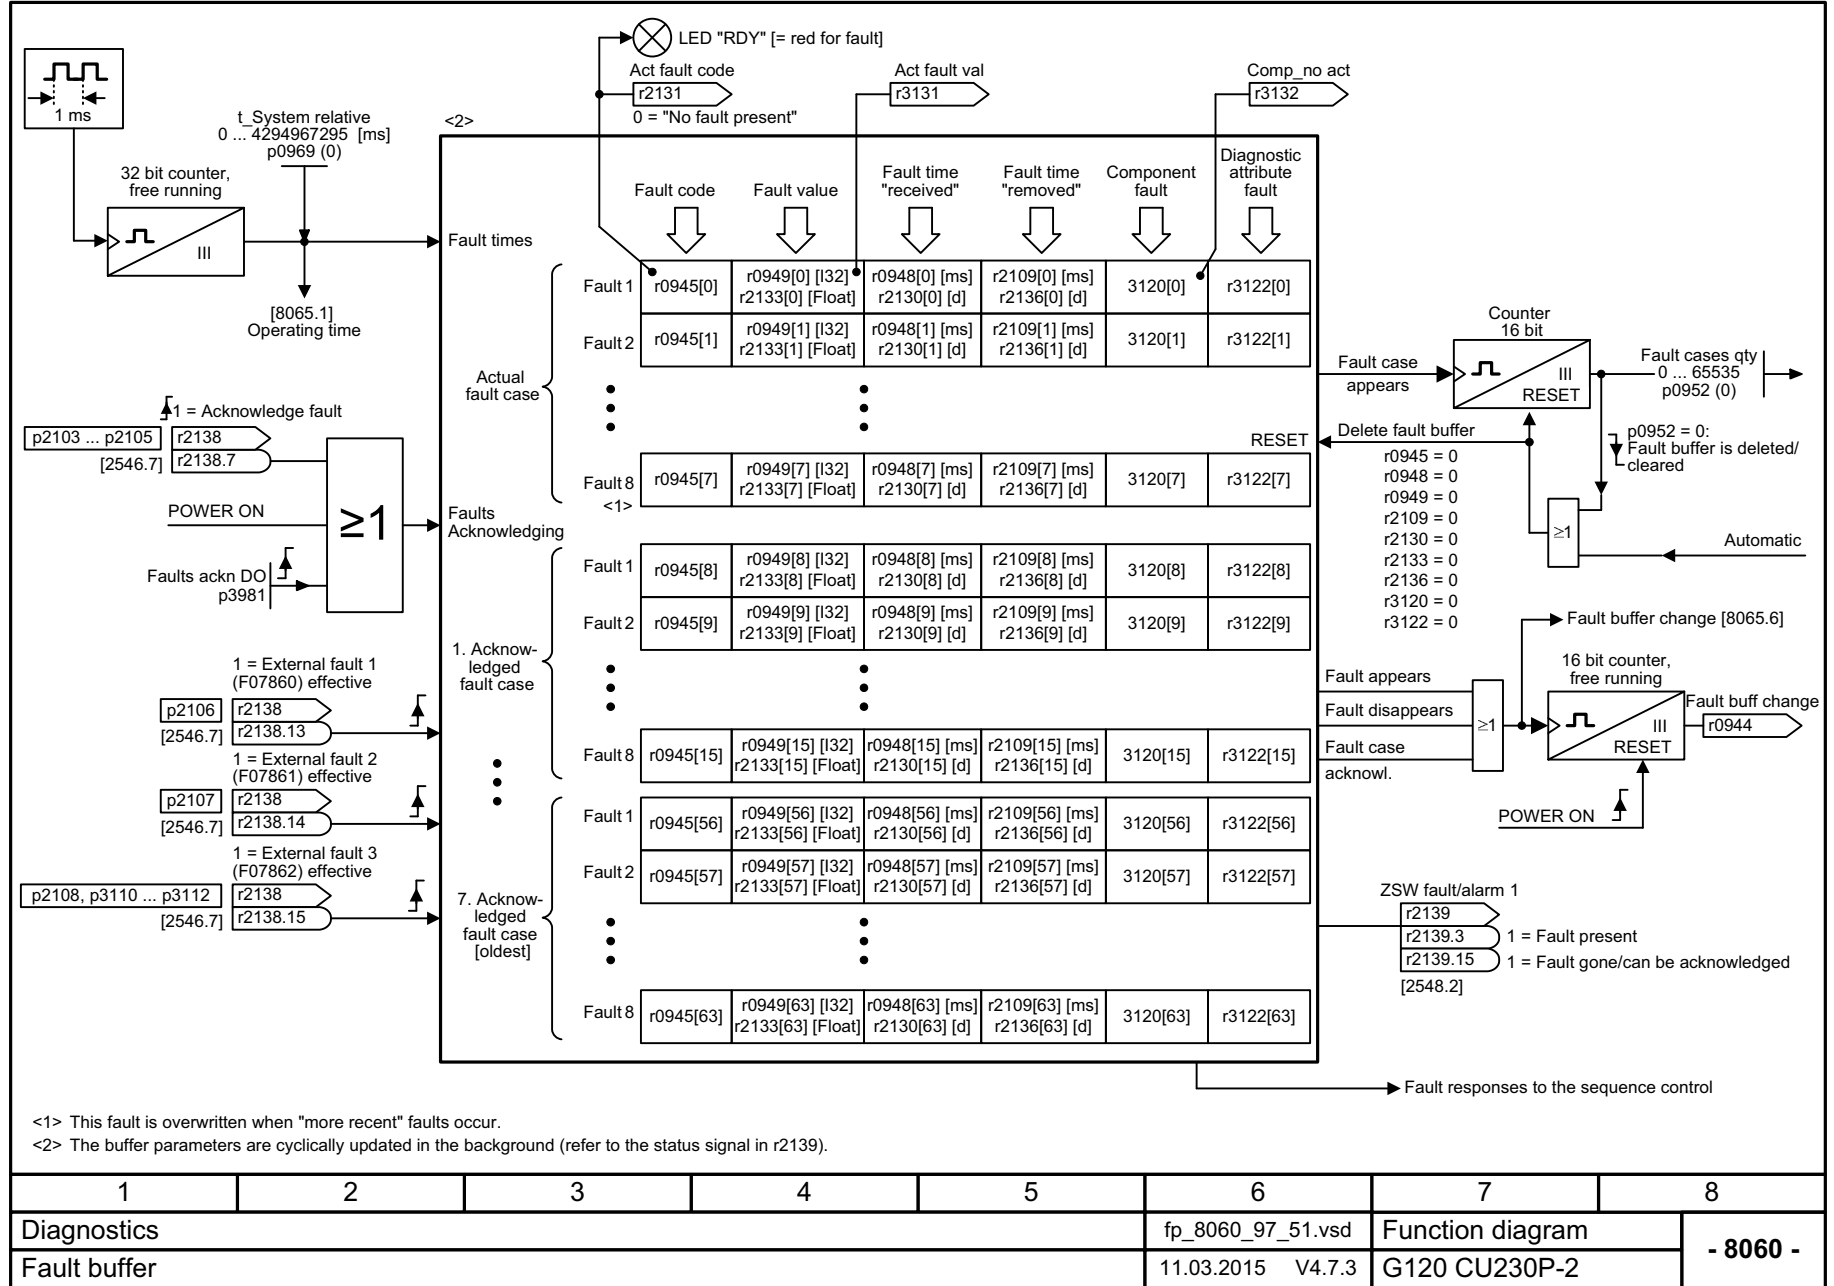 LED "RDY" [= red for fault]
1 ms
Act fault code
r2131
0 = "No fault present"
Act fault val
r3131
Comp_no act
r3132
t_System relative
0 ... 4294967295 [ms]
p0969 (0)
<2>
32 bit counter,
free running
III
[8065.1]
Operating time
Fault times
Fault code
Fault value
Fault time
"received"
Fault time
"removed"
Component
fault
Diagnostic
attribute
fault
Actual
fault case
Fault 1
r0945[0]
r0949[0] [I32]
r2133[0] [Float]
r0948[0] [ms]
r2130[0] [d]
r2109[0] [ms]
r2136[0] [d]
3120[0]
r3122[0]
Fault 2
r0945[1]
r0949[1] [I32]
r2133[1] [Float]
r0948[1] [ms]
r2130[1] [d]
r2109[1] [ms]
r2136[1] [d]
3120[1]
r3122[1]
Fault 8
<1>
r0945[7]
r0949[7] [I32]
r2133[7] [Float]
r0948[7] [ms]
r2130[7] [d]
r2109[7] [ms]
r2136[7] [d]
3120[7]
r3122[7]
1 = Acknowledge fault
p2103 ... p2105
r2138
[2546.7]
r2138.7
POWER ON
≥1
Faults ackn DO
p3981
Faults
Acknowledging
1. Acknow-
ledged
fault case
Fault 1
r0945[8]
r0949[8] [I32]
r2133[8] [Float]
r0948[8] [ms]
r2130[8] [d]
r2109[8] [ms]
r2136[8] [d]
3120[8]
r3122[8]
Fault 2
r0945[9]
r0949[9] [I32]
r2133[9] [Float]
r0948[9] [ms]
r2130[9] [d]
r2109[9] [ms]
r2136[9] [d]
3120[9]
r3122[9]
Fault 8
r0945[15]
r0949[15] [I32]
r2133[15] [Float]
r0948[15] [ms]
r2130[15] [d]
r2109[15] [ms]
r2136[15] [d]
3120[15]
r3122[15]
1 = External fault 1
(F07860) effective
p2106
r2138
[2546.7]
r2138.13
1 = External fault 2
(F07861) effective
p2107
r2138
[2546.7]
r2138.14
1 = External fault 3
(F07862) effective
p2108, p3110 ... p3112
r2138
[2546.7]
r2138.15
7. Acknow-
ledged
fault case
[oldest]
Fault 1
r0945[56]
r0949[56] [I32]
r2133[56] [Float]
r0948[56] [ms]
r2130[56] [d]
r2109[56] [ms]
r2136[56] [d]
3120[56]
r3122[56]
Fault 2
r0945[57]
r0949[57] [I32]
r2133[57] [Float]
r0948[57] [ms]
r2130[57] [d]
r2109[57] [ms]
r2136[57] [d]
3120[57]
r3122[57]
Fault 8
r0945[63]
r0949[63] [I32]
r2133[63] [Float]
r0948[63] [ms]
r2130[63] [d]
r2109[63] [ms]
r2136[63] [d]
3120[63]
r3122[63]
Counter
16 bit
Fault case
appears
III
RESET
Fault cases qty
0 ... 65535
p0952 (0)
RESET
Delete fault buffer
r0945 = 0
r0948 = 0
r0949 = 0
r2109 = 0
r2130 = 0
r2133 = 0
r2136 = 0
r3120 = 0
r3122 = 0
p0952 = 0:
Fault buffer is deleted/
cleared
≥1
Automatic
Fault buffer change [8065.6]
Fault appears
Fault disappears
Fault case
acknowl.
≥1
16 bit counter,
free running
III
RESET
Fault buff change
r0944
POWER ON
ZSW fault/alarm 1
r2139
r2139.3
1 = Fault present
r2139.15
1 = Fault gone/can be acknowledged
[2548.2]
Fault responses to the sequence control
<1> This fault is overwritten when "more recent" faults occur.
<2> The buffer parameters are cyclically updated in the background (refer to the status signal in r2139).
1 2 3 4 5 6 7 8
Diagnostics
fp_8060_97_51.vsd
Function diagram
- 8060 -
Fault buffer
11.03.2015 V4.7.3
G120 CU230P-2